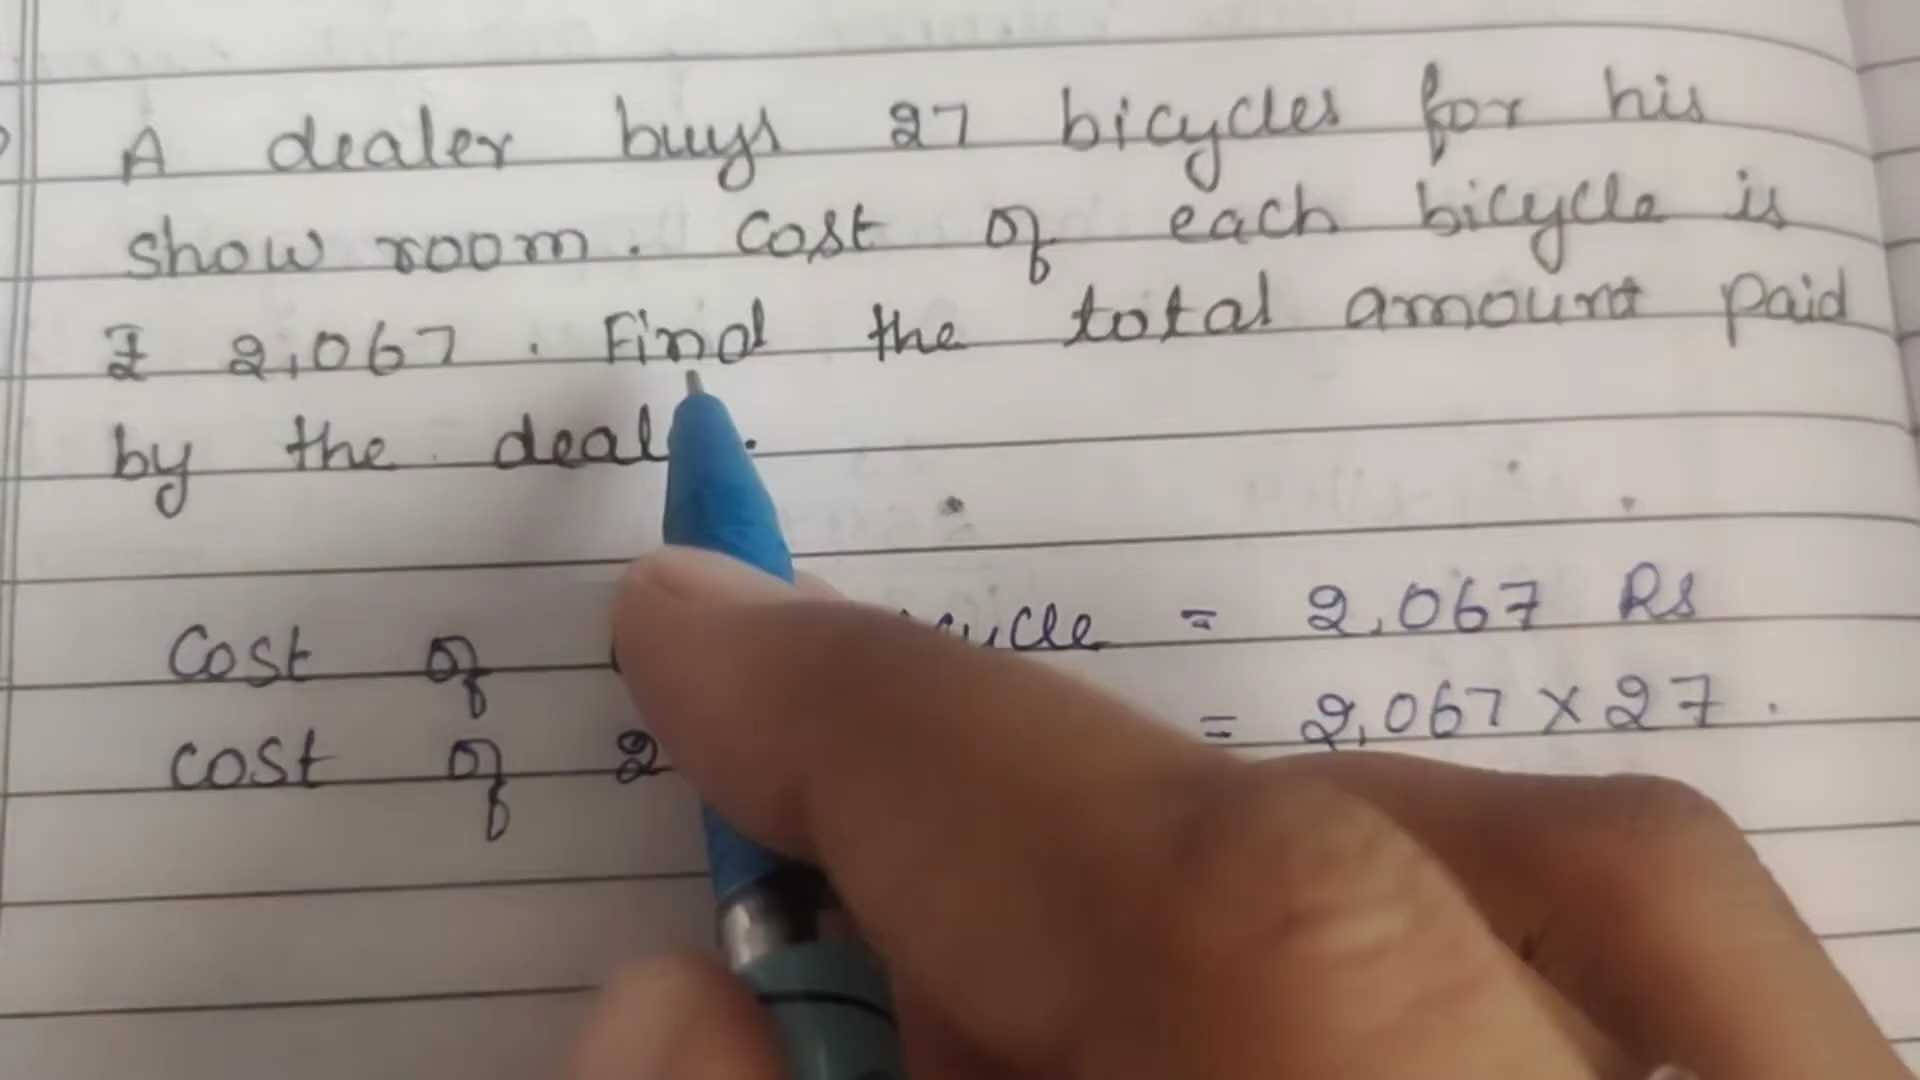 A dealer buys 27 bicycles for his
show room. Cost of each bicycle is
₹ 2,067. Find the total amount paid
by the deal .
Cost of = 2,067 Rs
cost of 2 = 2,067 × 27.